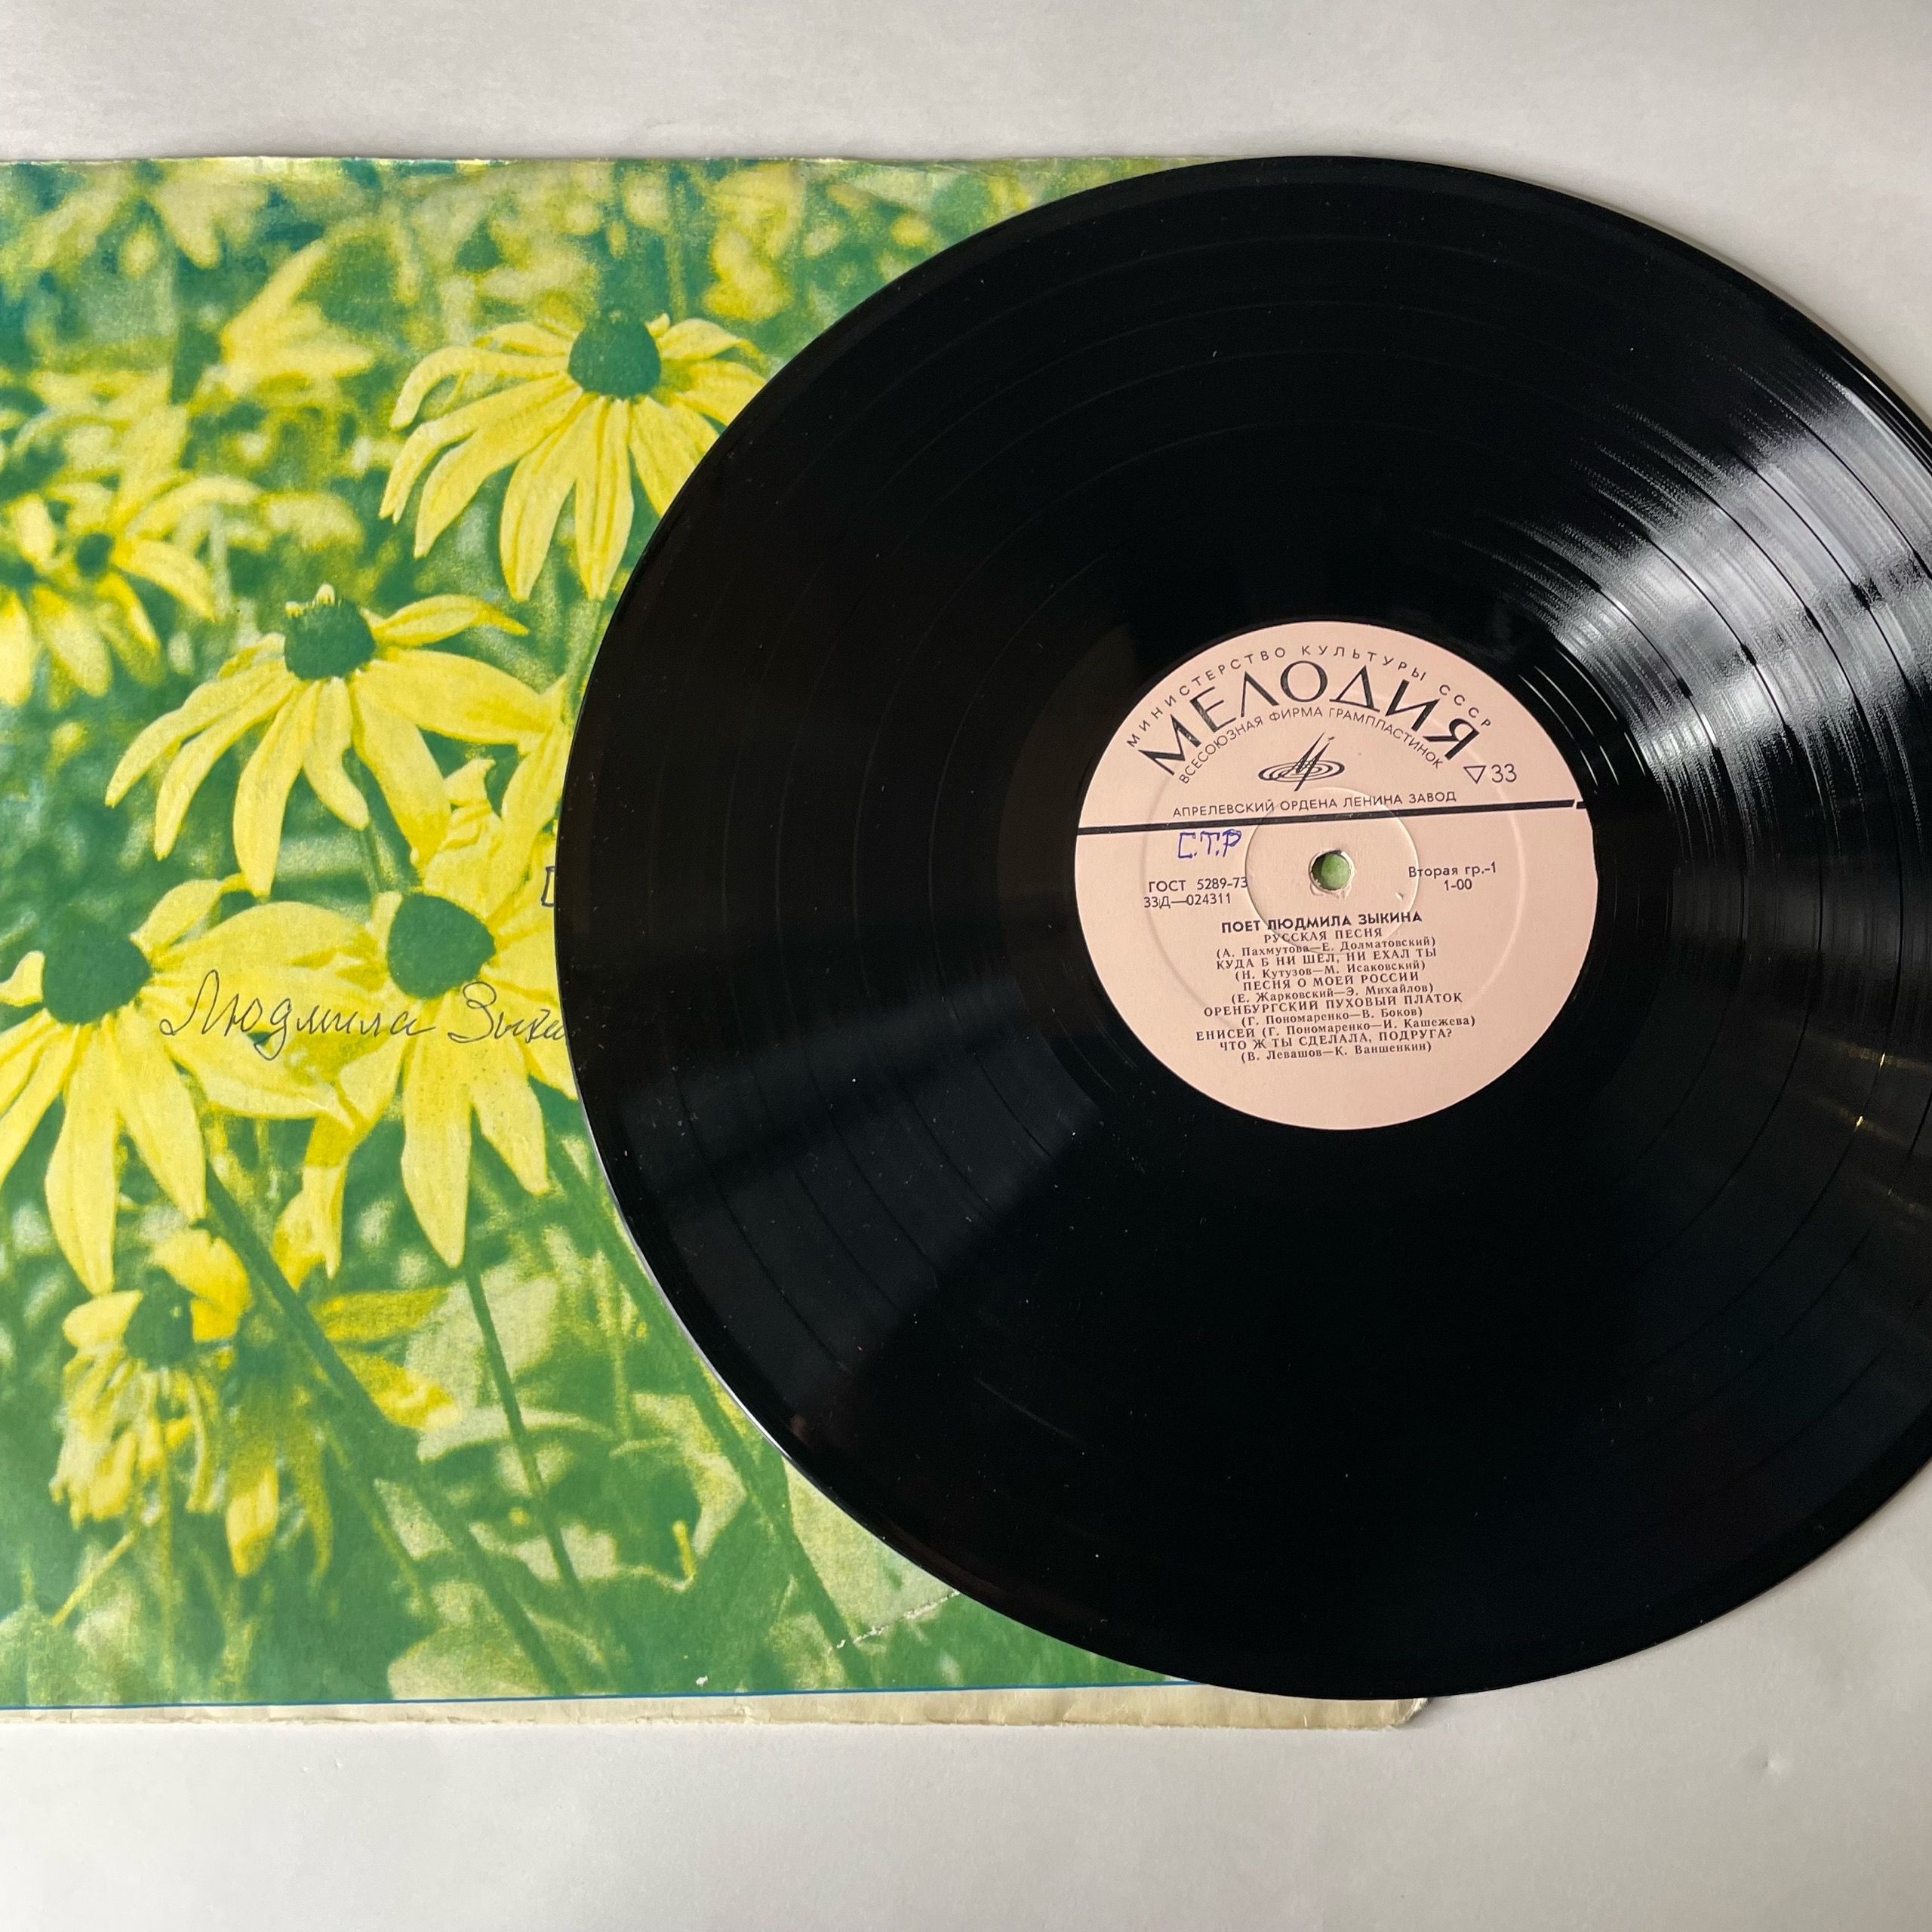 МИНИСТЕРСТВО КУЛЬТУРЫ СССР
МЕЛОДИЯ
ВСЕСОЮЗНАЯ ФИРМА ГРАМПЛАСТИНОК
33
АПРЕЛЕВСКИЙ ОРДЕНА ЛЕНИНА ЗАВОД
СТР
ГОСТ 5289-73
33Д—024311
Вторая гр.-1
1-00
ПОЕТ ЛЮДМИЛА ЗЫКИНА
РУССКАЯ ПЕСНЯ
(А. Пахмутова—Е. Долматовский)
КУДА Б НИ ШЕЛ, НИ ЕХАЛ ТЫ
(Н. Кутузов—М. Исаковский)
ПЕСНЯ О МОЕЙ РОССИИ
(Е. Жарковский—Э. Михайлов)
ОРЕНБУРГСКИЙ ПУХОВЫЙ ПЛАТОК
(Г. Пономаренко—В. Боков)
ЕНИСЕЙ (Г. Пономаренко—И. Кашежева)
ЧТО Ж ТЫ СДЕЛАЛА, ПОДРУГА?
(В. Левашов—К. Ваншенкин)
Людмила Зыки